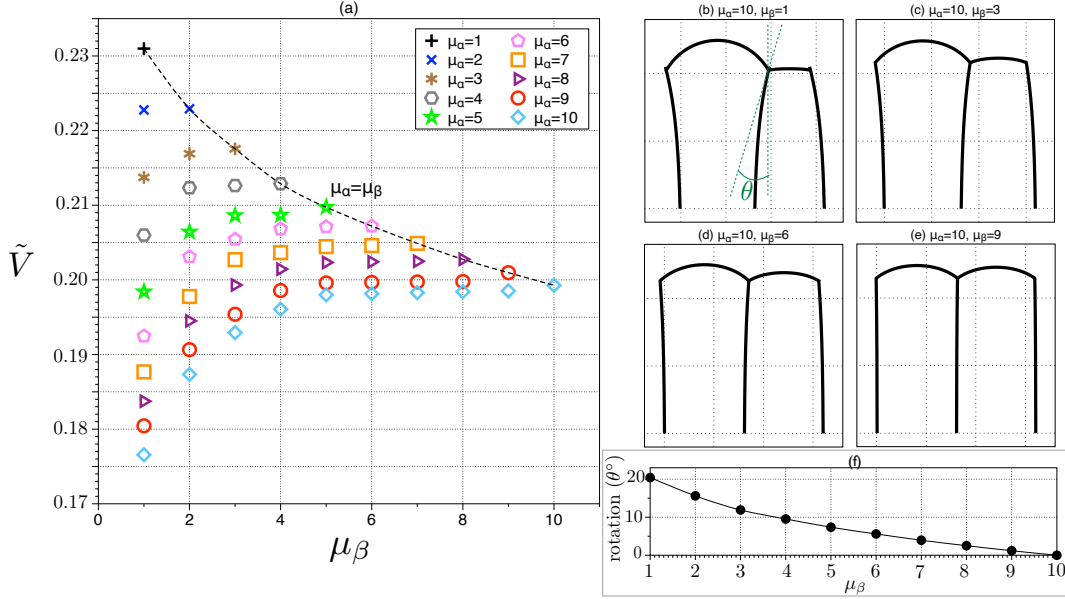 (a)
0.23
0.22
0.21
0.20
0.19
0.18
0.17
Ṽ
0 2 4 6 8 10
μβ
μα=1 μα=6
μα=2 μα=7
μα=3 μα=8
μα=4 μα=9
μα=5 μα=10
μα=μβ
(b) μα=10, μβ=1
θ
(c) μα=10, μβ=3
(d) μα=10, μβ=6
(e) μα=10, μβ=9
(f)
rotation (θ°)
20
10
0
1 2 3 4 5 6 7 8 9 10
μβ